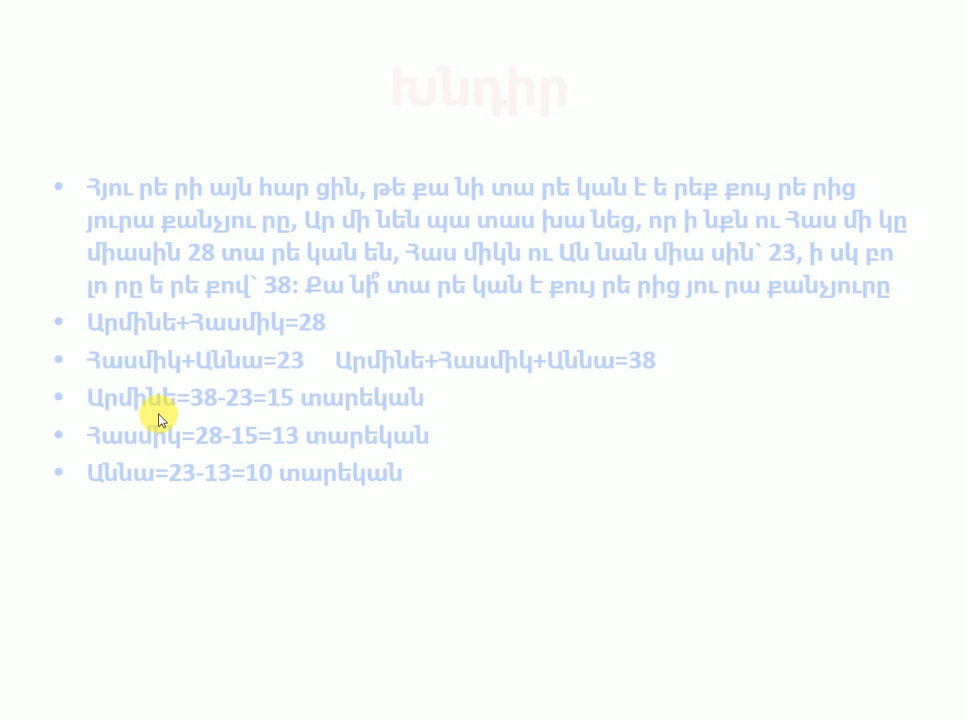 Խնդիր
• Հյու րե րի այն հար ցին, թե քա նի տա րե կան է ե րեք քույ րե րից
յուրա քանչյու րը, Ար մի նեն պա տաս խա նեց, որ ի նքն ու Հաս մի կը
միասին 28 տա րե կան են, Հաս միկն ու Ան նան միա սին` 23, ի սկ բո
լո րը ե րե քով` 38: Քա նի՞ տա րե կան է քույ րե րից յու րա քանչյուրը
• Արմինե+Հասմիկ=28
• Հասմիկ+Աննա=23 Արմինե+Հասմիկ+Աննա=38
• Արմինե=38-23=15 տարեկան
• Հասմիկ=28-15=13 տարեկան
• Աննա=23-13=10 տարեկան